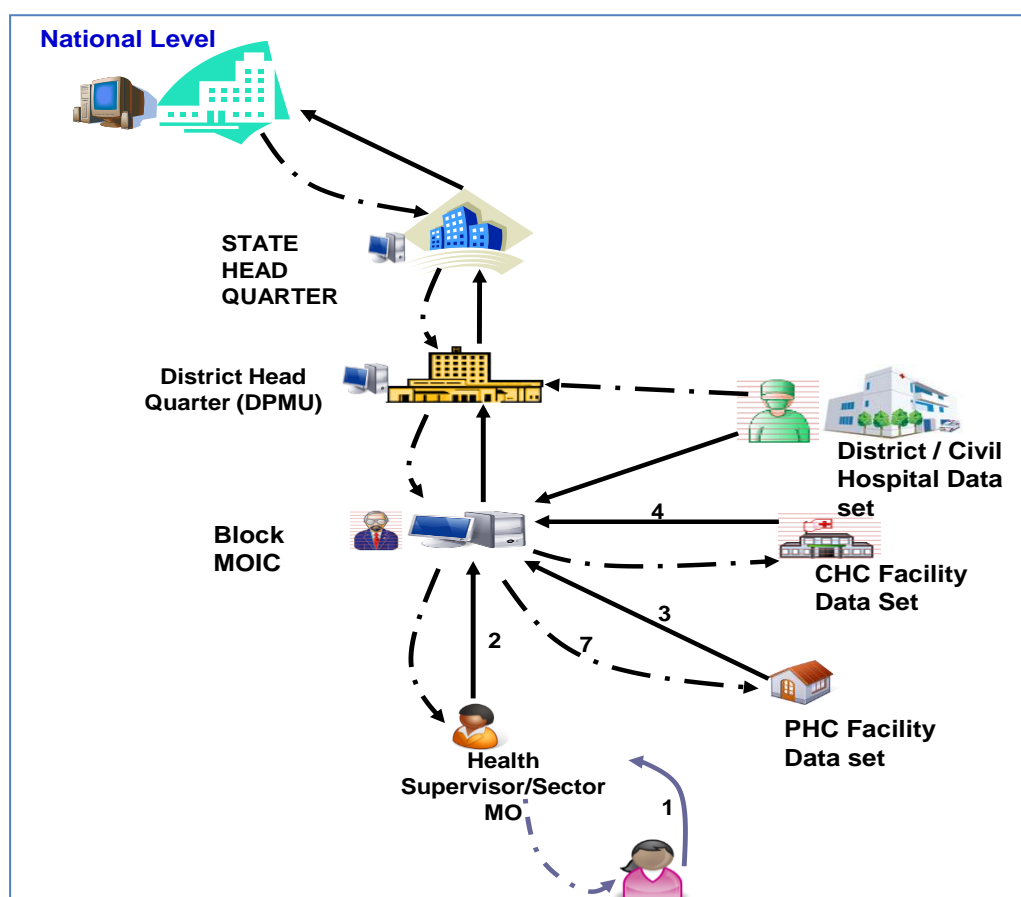 National Level
STATE
HEAD
QUARTER
District Head
Quarter (DPMU)
District / Civil
Hospital Data
set
4
Block
MOIC
CHC Facility
Data Set
3
2
7
PHC Facility
Data set
Health
Supervisor/Sector
MO
1